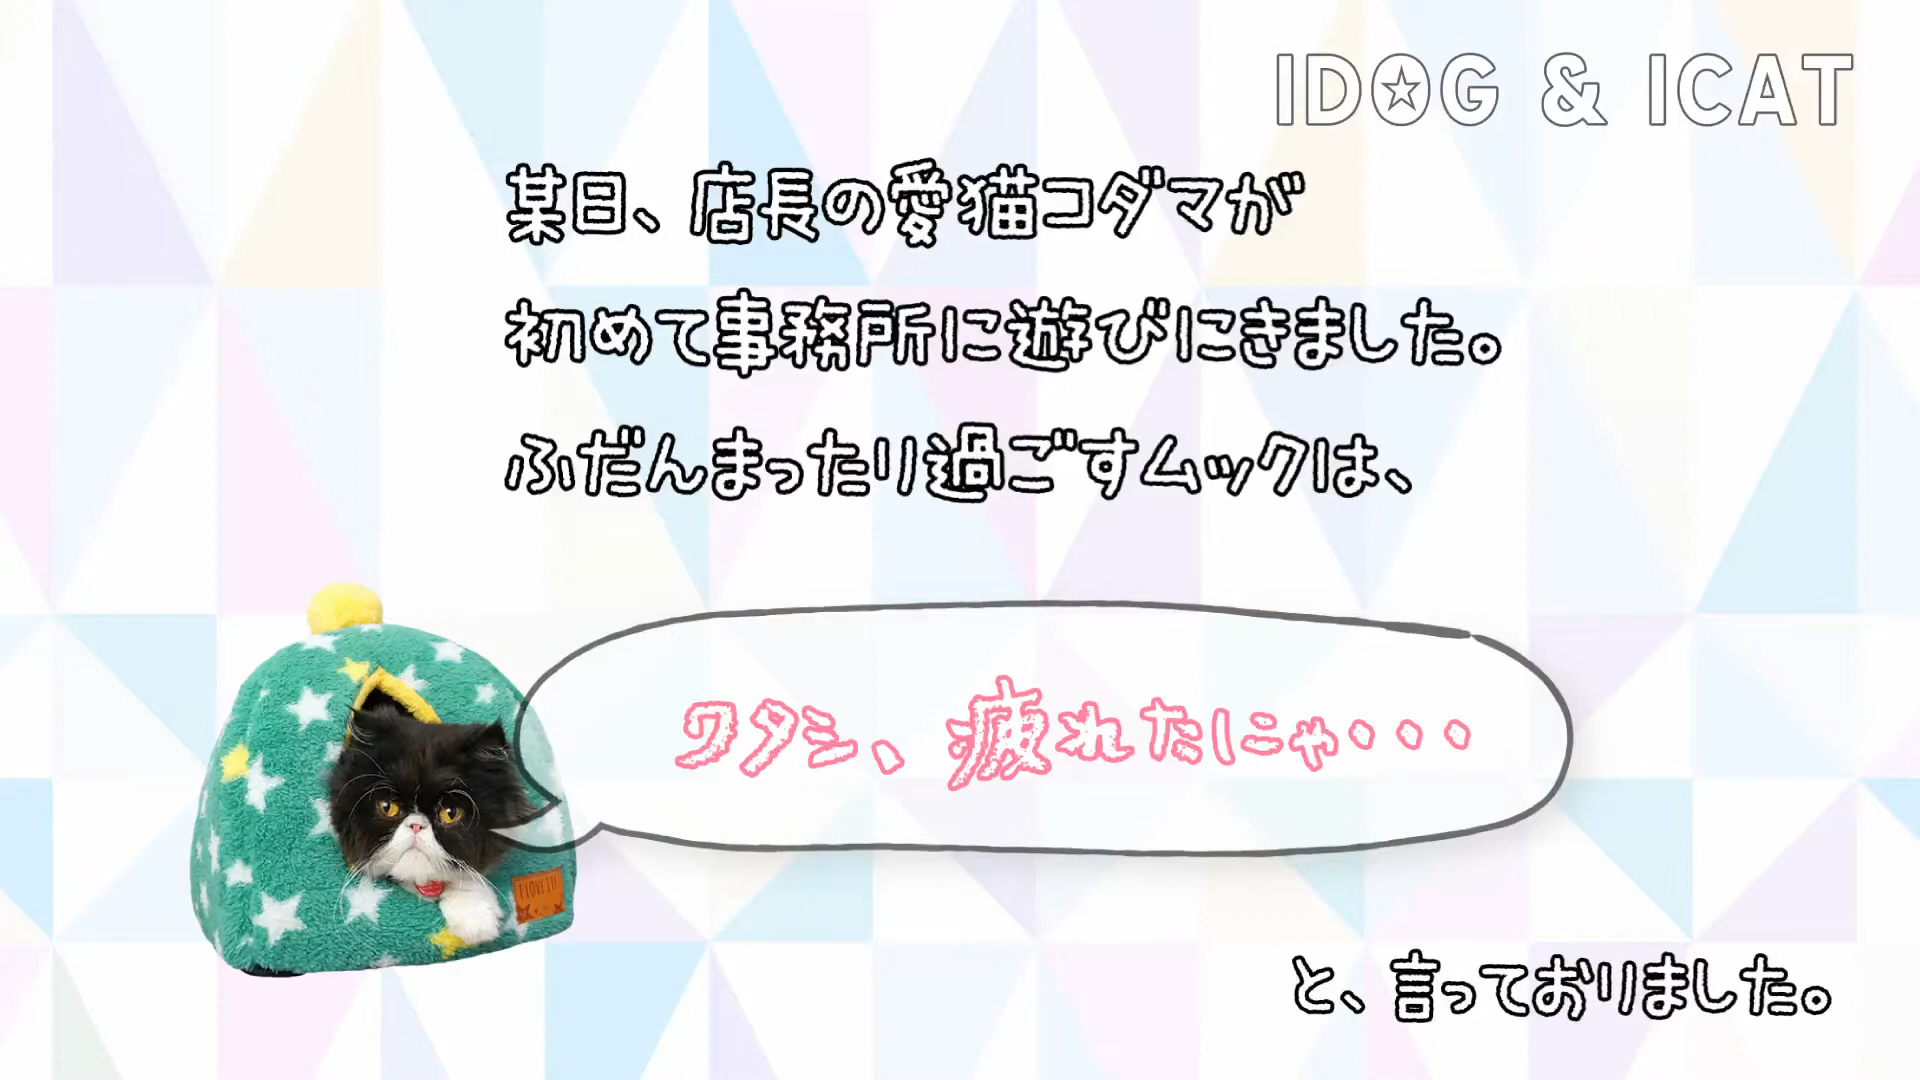 IDOG & ICAT
某日、店長の愛猫コダマが
初めて事務所に遊びにきました。
ふだんまったり過ごすムックは、
ワタシ、疲れたにゃ・・・
I LOVE IT!
と、言っておりました。